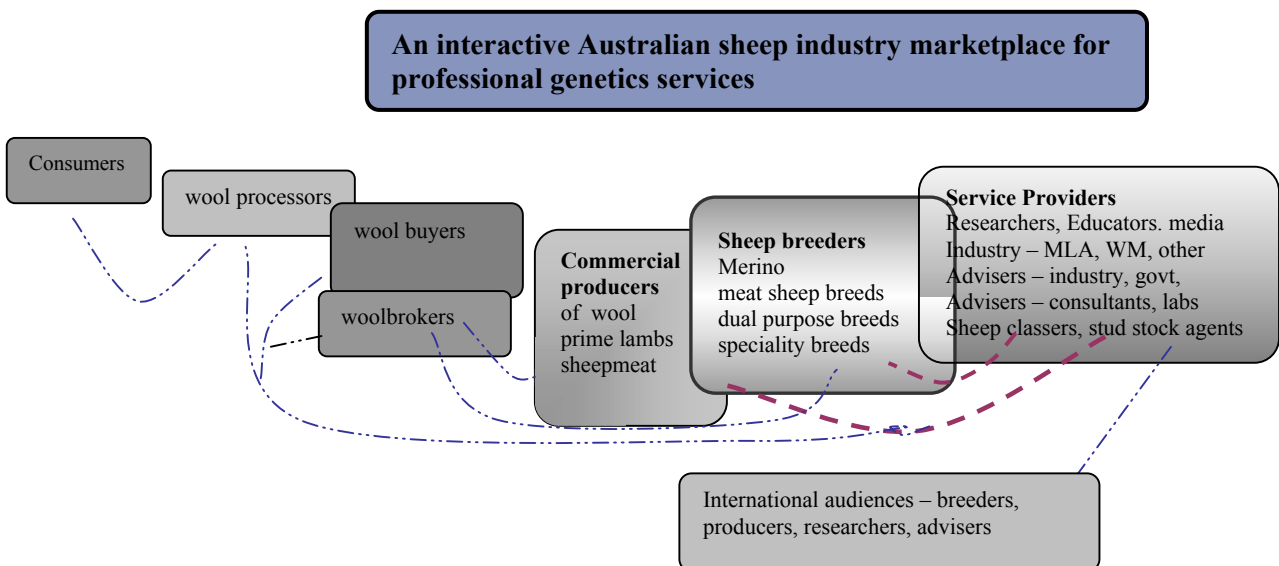 An interactive Australian sheep industry marketplace for
professional genetics services
Consumers
wool processors
wool buyers
woolbrokers
Commercial
producers
of wool
prime lambs
sheepmeat
Sheep breeders
Merino
meat sheep breeds
dual purpose breeds
speciality breeds
Service Providers
Researchers, Educators. media
Industry – MLA, WM, other
Advisers – industry, govt,
Advisers – consultants, labs
Sheep classers, stud stock agents
International audiences – breeders,
producers, researchers, advisers